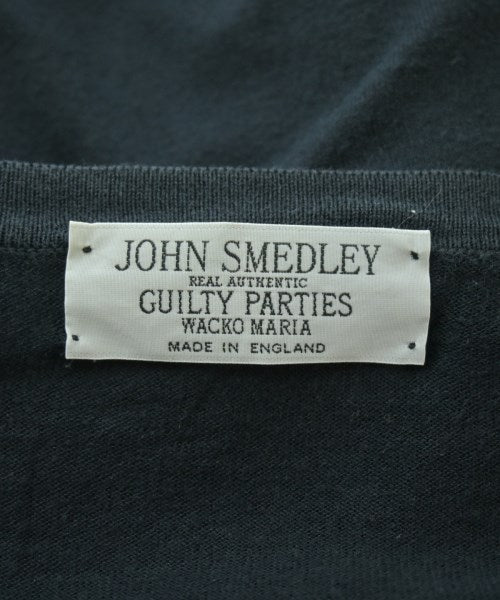 JOHN SMEDLEY
REAL AUTHENTIC
GUILTY PARTIES
WACKO MARIA
MADE IN ENGLAND